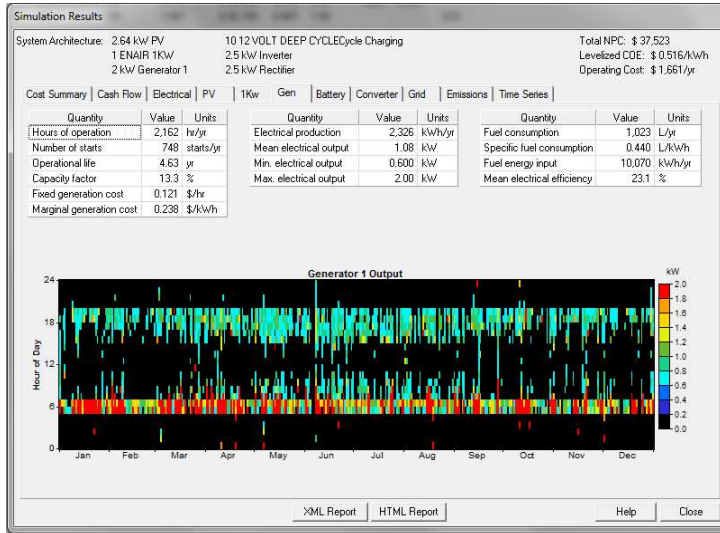 Simulation Results
System Architecture: 2.64 kW PV 10 12 VOLT DEEP CYCLECycle Charging Total NPC: $ 37,523
1 ENAIR 1KW 2.5 kW Inverter Levelized COE: $ 0.516/kWh
2 kW Generator 1 2.5 kW Rectifier Operating Cost: $ 1,661/yr
Cost Summary Cash Flow Electrical PV 1Kw Gen Battery Converter Grid Emissions Time Series
Quantity Value Units Quantity Value Units Quantity Value Units
Hours of operation 2,162 hr/yr Electrical production 2,326 kWh/yr Fuel consumption 1,023 L/yr
Number of starts 748 starts/yr Mean electrical output 1.08 kW Specific fuel consumption 0.440 L/kWh
Operational life 4.63 yr Min. electrical output 0.600 kW Fuel energy input 10,070 kWh/yr
Capacity factor 13.3 % Max. electrical output 2.00 kW Mean electrical efficiency 23.1 %
Fixed generation cost 0.121 $/hr
Marginal generation cost 0.238 $/kWh
Generator 1 Output
kW
24
18
12
6
0
Hour of Day
2.0
1.8
1.6
1.4
1.2
1.0
0.8
0.6
0.4
0.2
0.0
Jan Feb Mar Apr May Jun Jul Aug Sep Oct Nov Dec
XML Report HTML Report Help Close